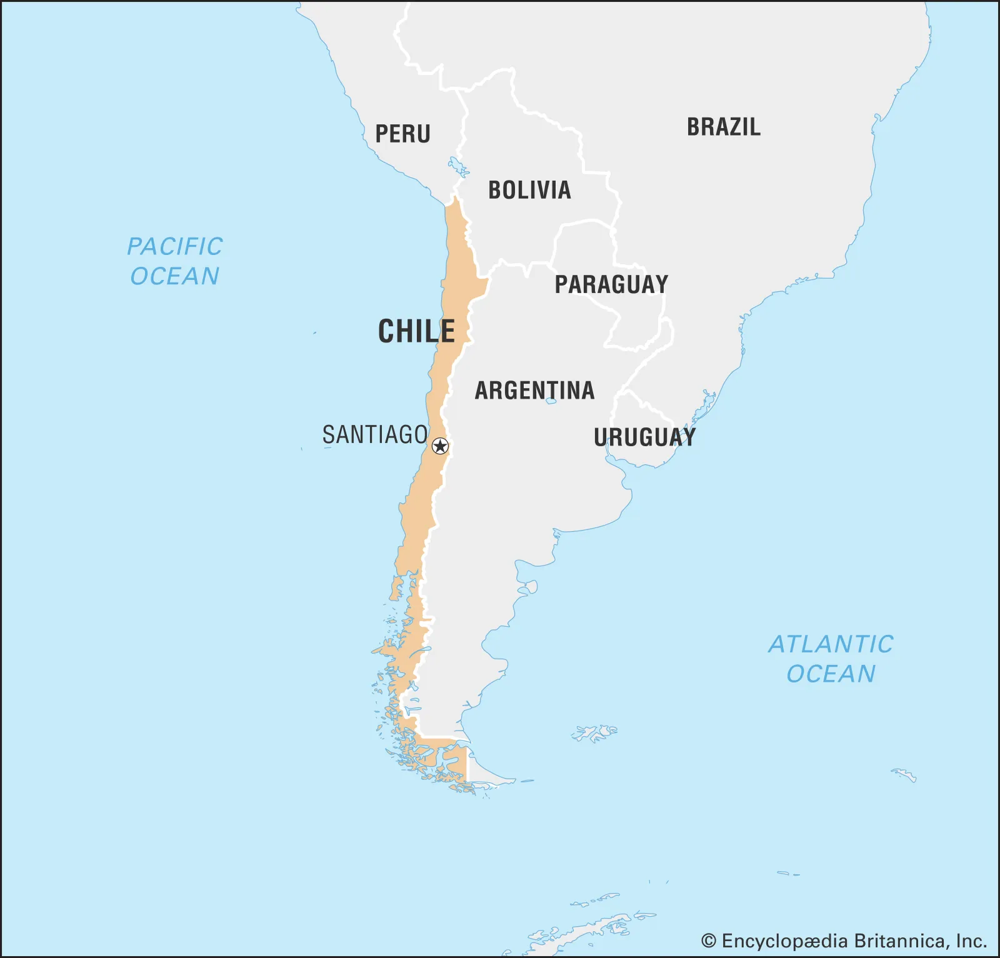 PERU
BRAZIL
BOLIVIA
PACIFIC
OCEAN
PARAGUAY
CHILE
ARGENTINA
SANTIAGO
URUGUAY
ATLANTIC
OCEAN
© Encyclopædia Britannica, Inc.